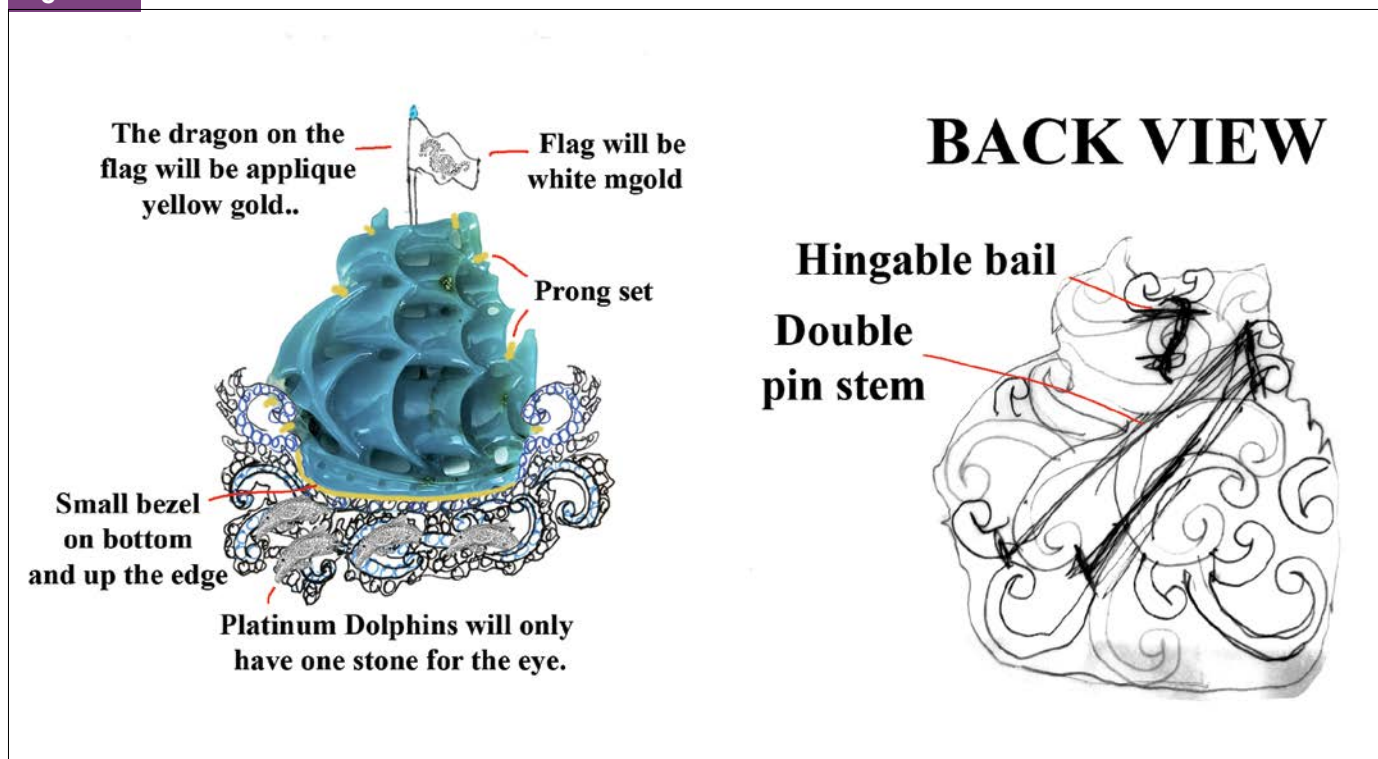 The dragon on the
flag will be applique
yellow gold..
Flag will be
white mgold
Prong set
Small bezel
on bottom
and up the edge
Platinum Dolphins will only
have one stone for the eye.
BACK VIEW
Hingable bail
Double
pin stem